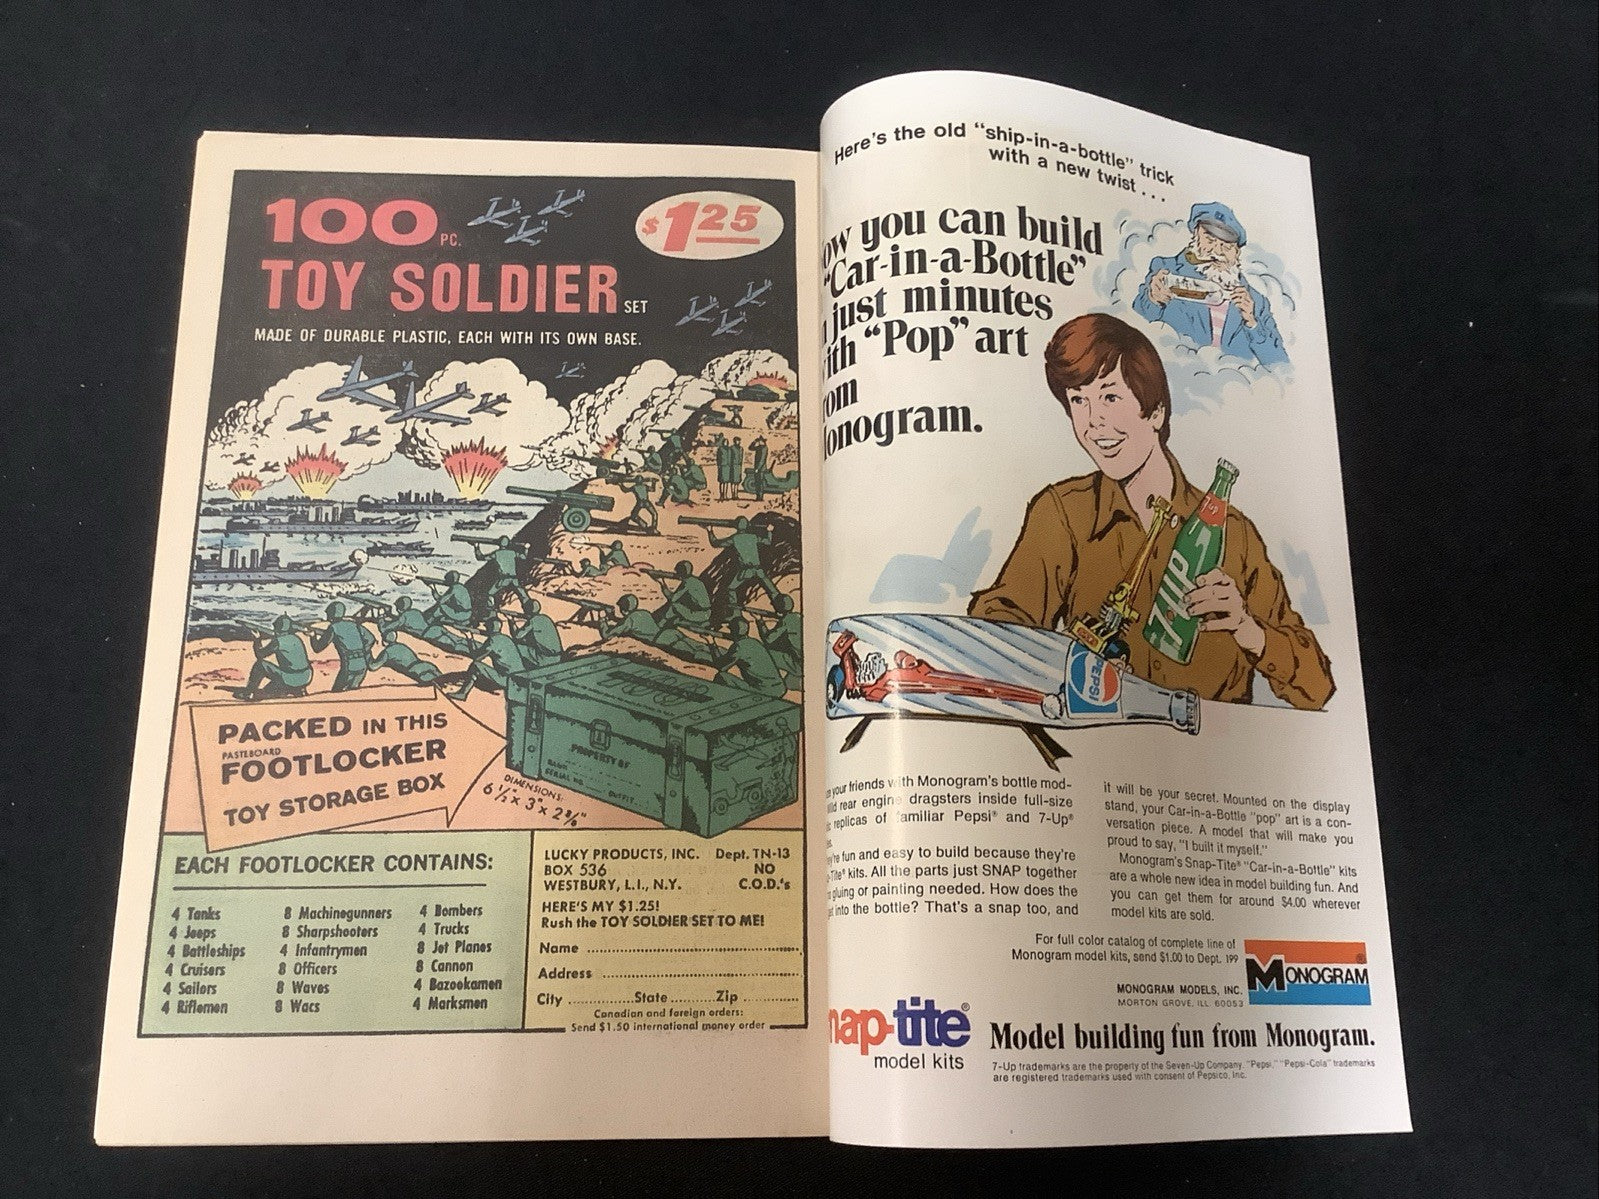 100 PC.
TOY SOLDIER SET
$1.25
MADE OF DURABLE PLASTIC, EACH WITH ITS OWN BASE.
PACKED IN THIS
PASTEBOARD
FOOTLOCKER
TOY STORAGE BOX
DIMENSIONS:
PROPERTY OF
SERIAL NO.
EACH FOOTLOCKER CONTAINS:
4 Tanks
4 Jeeps
4 Battleships
4 Cruisers
4 Sailors
4 Riflemen
8 Machinegunners
8 Sharpshooters
4 Infantrymen
8 Officers
8 Waves
8 Wacs
4 Bombers
4 Trucks
8 Jet Planes
8 Cannon
4 Bazookamen
4 Marksmen
LUCKY PRODUCTS, INC. Dept. TN-13
BOX 536 NO
WESTBURY, L.I., N.Y. C.O.D.'s
HERE'S MY $1.25!
Rush the TOY SOLDIER SET TO ME!
Name
Address
City State Zip
Canadian and foreign orders:
Send $1.50 international money order
Here's the old "ship-in-a-bottle" trick
with a new twist . . .
ow you can build
"Car-in-a-Bottle"
just minutes
ith "Pop" art
om
onogram.
7up
7UP
PEPSI
your friends with Monogram's bottle mod-
ld rear engine dragsters inside full-size
replicas of familiar Pepsi® and 7-Up®
're fun and easy to build because they're
-Tite® kits. All the parts just SNAP together
gluing or painting needed. How does the
into the bottle? That's a snap too, and
it will be your secret. Mounted on the display
stand, your Car-in-a-Bottle "pop" art is a con-
versation piece. A model that will make you
proud to say, "I built it myself."
Monogram's Snap-Tite® "Car-in-a-Bottle" kits
are a whole new idea in model building fun. And
you can get them for around $4.00 wherever
model kits are sold.
For full color catalog of complete line of
Monogram model kits, send $1.00 to Dept. 199
MONOGRAM MODELS, INC.
MORTON GROVE, ILL 60053
MONOGRAM®
nap-tite®
model kits
Model building fun from Monogram.
7-Up trademarks are the property of the Seven-Up Company. "Pepsi," "Pepsi-Cola" trademarks
are registered trademarks used with consent of Pepsico, Inc.